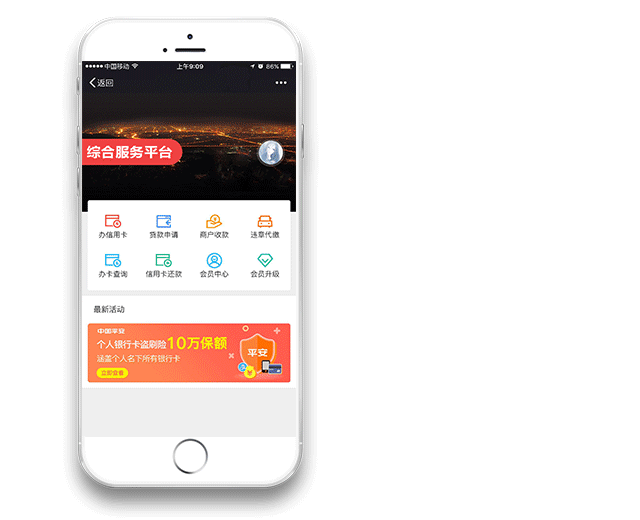 中国移动 上午9:09 86%
返回
综合服务平台
办信用卡 贷款申请 商户收款 违章代缴
办卡查询 信用卡还款 会员中心 会员升级
最新活动
中国平安
个人银行卡盗刷险10万保额
平安
涵盖个人名下所有银行卡
立即查看